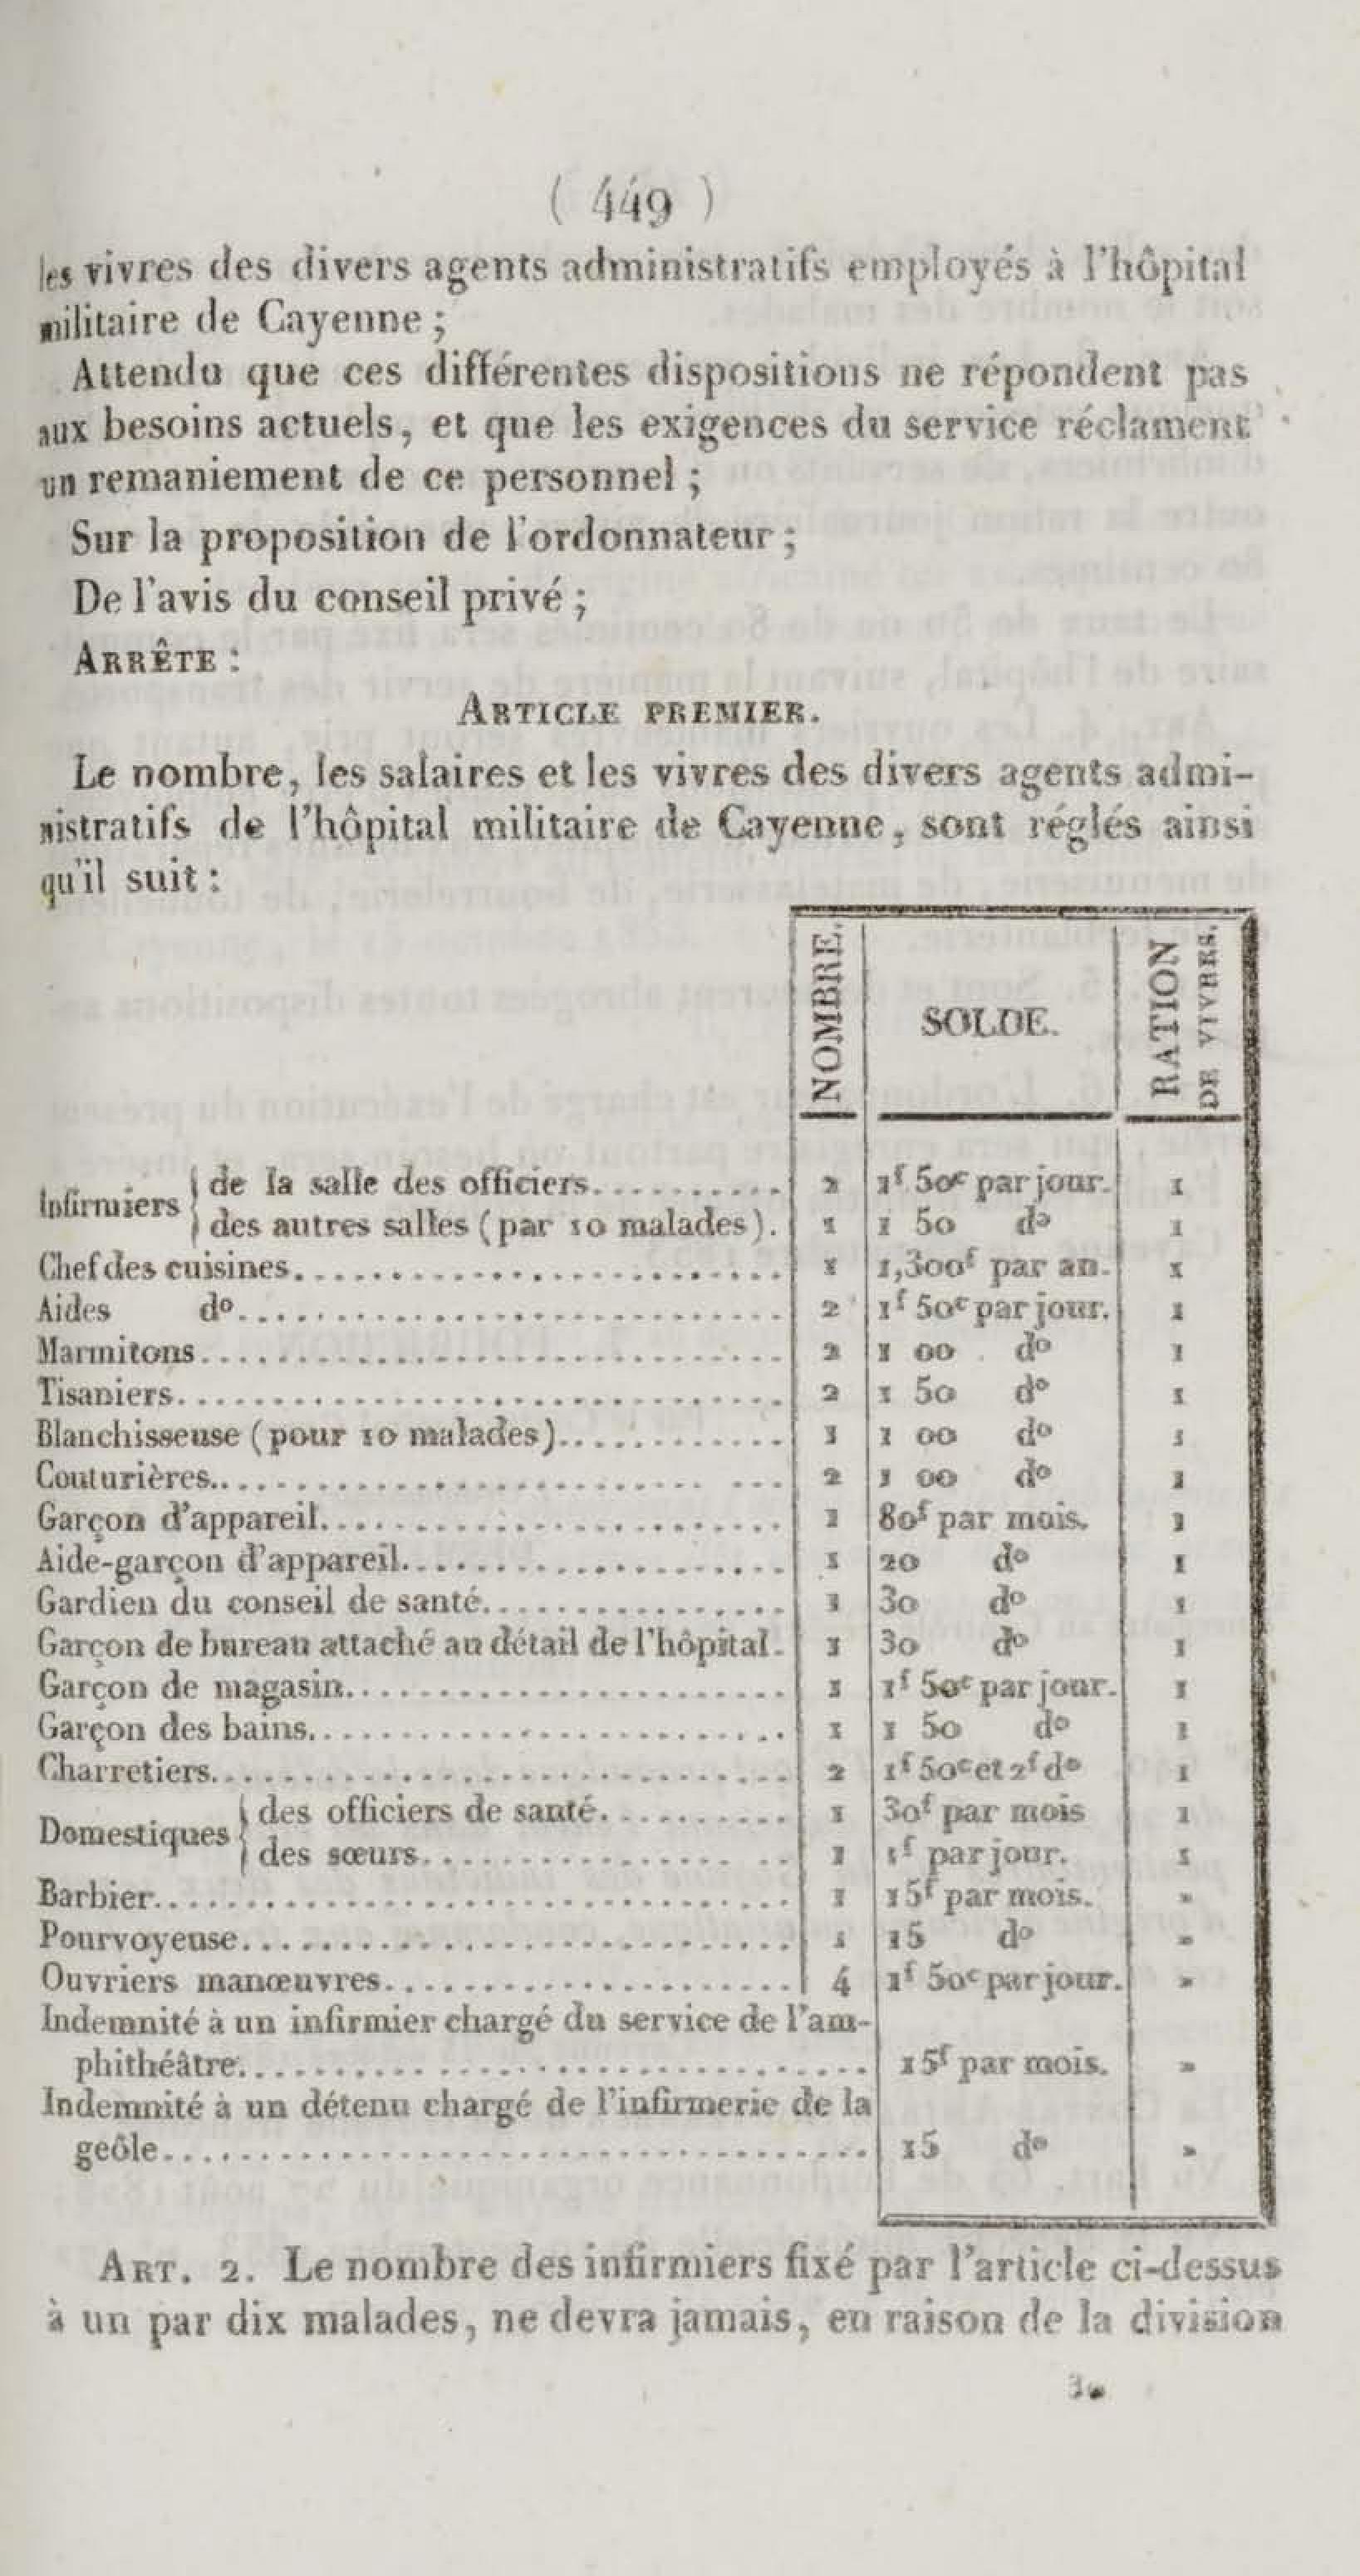 ( 449 )
les vivres des divers agents administratifs employés à l'hôpital
militaire de Cayenne ;
Attendu que ces différentes dispositions ne répondent pas
aux besoins actuels, et que les exigences du service réclament
un remaniement de ce personnel ;
Sur la proposition de l'ordonnateur ;
De l'avis du conseil privé ;
ARRÊTE :
ARTICLE PREMIER.
Le nombre, les salaires et les vivres des divers agents admi-
nistratifs de l'hôpital militaire de Cayenne, sont réglés ainsi
qu'il suit :
NOMBRE. SOLDE. RATION DE VIVRES.
Infirmiers { de la salle des officiers........... 2 1f 50c par jour. 1
{ des autres salles (par 10 malades). 1 1 50 do 1
Chef des cuisines........................... 1 1,300f par an. 1
Aides do.............................. 2 1f 50c par jour. 1
Marmitons................................ 2 1 00 do 1
Tisaniers................................. 2 1 50 do 1
Blanchisseuse (pour 10 malades)............. 1 1 00 do 1
Couturières............................... 2 1 00 do 1
Garçon d'appareil.......................... 1 80f par mois. 1
Aide-garçon d'appareil...................... 1 20 do 1
Gardien du conseil de santé................. 1 30 do 1
Garçon de bureau attaché au détail de l'hôpital. 1 30 do 1
Garçon de magasin......................... 1 1f 50c par jour. 1
Garçon des bains........................... 1 1 50 do 1
Charretiers................................ 2 1f 50c et 2f do 1
Domestiques { des officiers de santé........... 1 30f par mois 1
{ des sœurs.................... 1 1f par jour. 1
Barbier................................... 1 15f par mois. »
Pourvoyeuse............................... 1 15 do »
Ouvriers manœuvres........................ 4 1f 50c par jour. »
Indemnité à un infirmier chargé du service de l'am-
phithéâtre................................... 15f par mois. »
Indemnité à un détenu chargé de l'infirmerie de la
geôle....................................... 15 do »
ART. 2. Le nombre des infirmiers fixé par l'article ci-dessus
à un par dix malades, ne devra jamais, en raison de la division